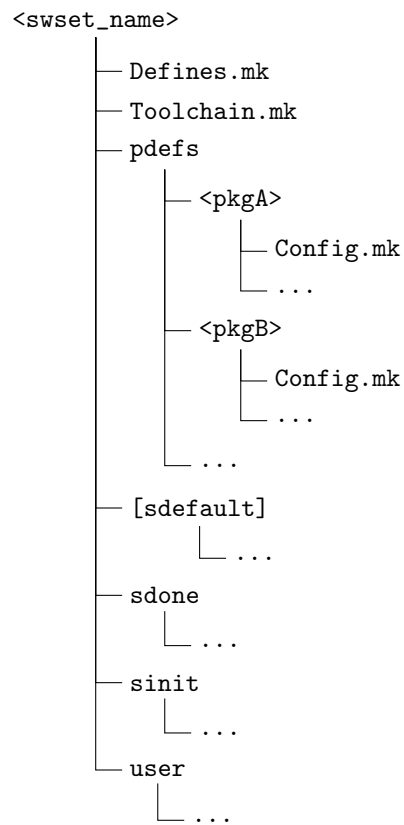 <swset_name>
Defines.mk
Toolchain.mk
pdefs
<pkgA>
Config.mk
...
<pkgB>
Config.mk
...
...
[sdefault]
...
sdone
...
sinit
...
user
...